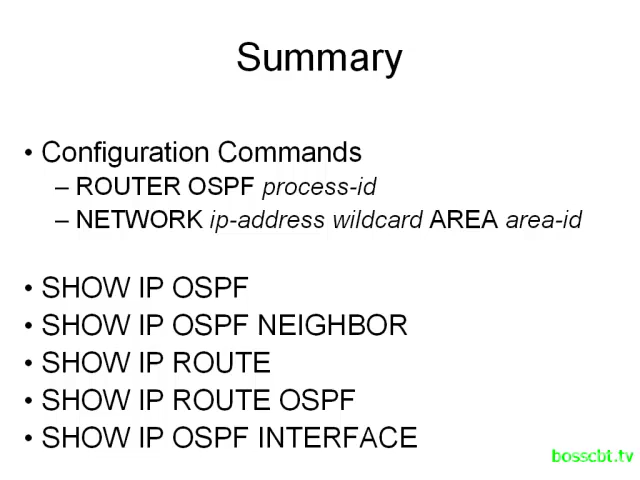 Summary
• Configuration Commands
– ROUTER OSPF process-id
– NETWORK ip-address wildcard AREA area-id
• SHOW IP OSPF
• SHOW IP OSPF NEIGHBOR
• SHOW IP ROUTE
• SHOW IP ROUTE OSPF
• SHOW IP OSPF INTERFACE
bosscbt.tv